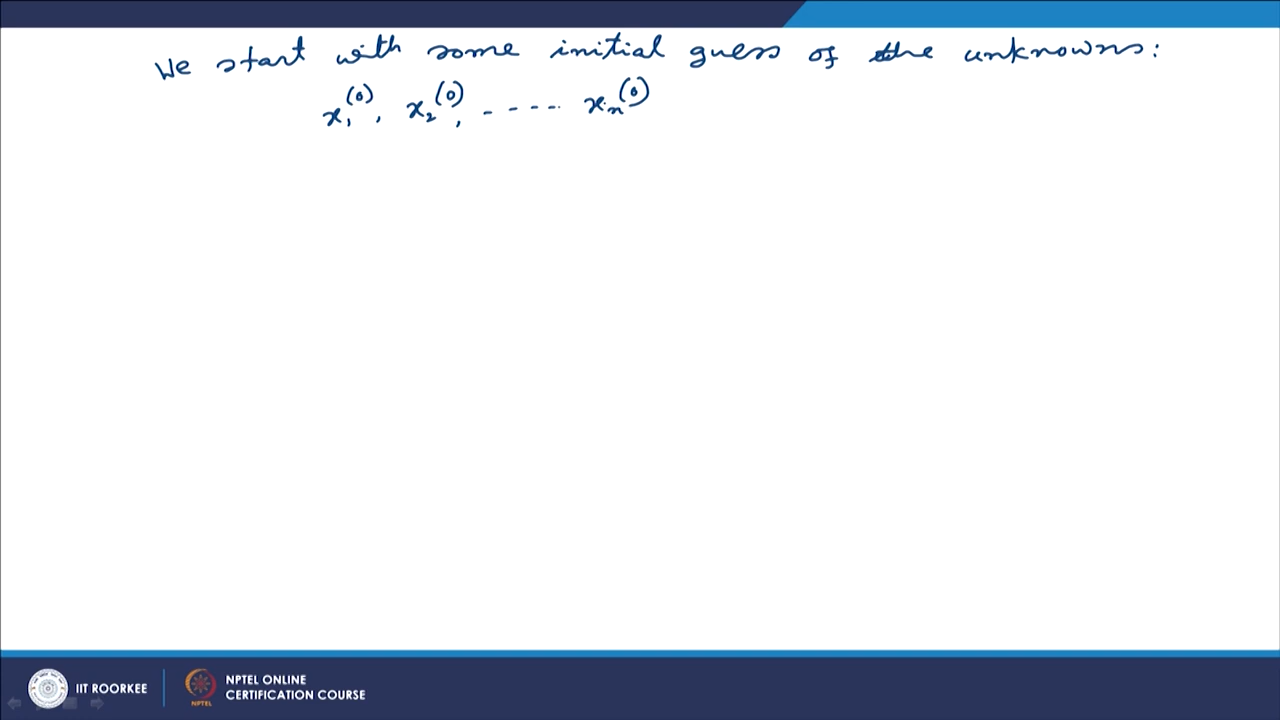 We start with some initial guess of the unknowns:
x₁⁽⁰⁾, x₂⁽⁰⁾, ----- xₙ⁽⁰⁾
IIT ROORKEE
NPTEL ONLINE
CERTIFICATION COURSE
NPTEL